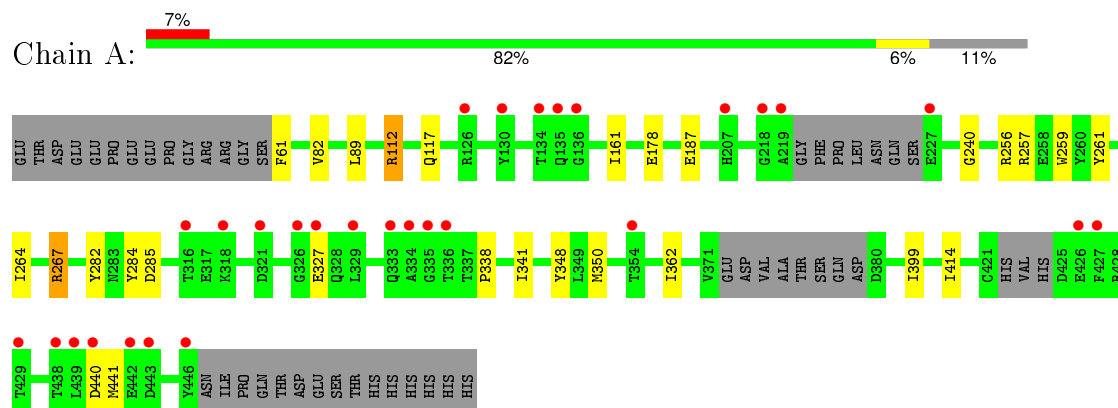 7%
Chain A:
82% 6% 11%
GLU THR ASP GLU GLU PRO GLU GLU PRO GLY ARG ARG GLY SER F61 V82 L89 R112 Q117 R126 Y130 T134 Q135 G136 I161 E178 E187 H207 G218 A219 GLY PHE PRO LEU ASN GLN SER E227 G240 R256 R257 E258 W259 Y260 Y261
I264 R267 Y282 N283 Y284 D285 T316 E317 K318 D321 G326 E327 Q328 L329 Q333 A334 G335 T336 T337 P338 I341 Y348 L349 M350 T354 I362 V371 GLU ASP VAL ALA THR SER GLN ASP D380 I399 I414 C421 HIS VAL HIS D425 E426 F427
T429 T438 L439 D440 M441 E442 D443 Y446 ASN ILE PRO GLN THR ASP GLU SER THR HIS HIS HIS HIS HIS HIS